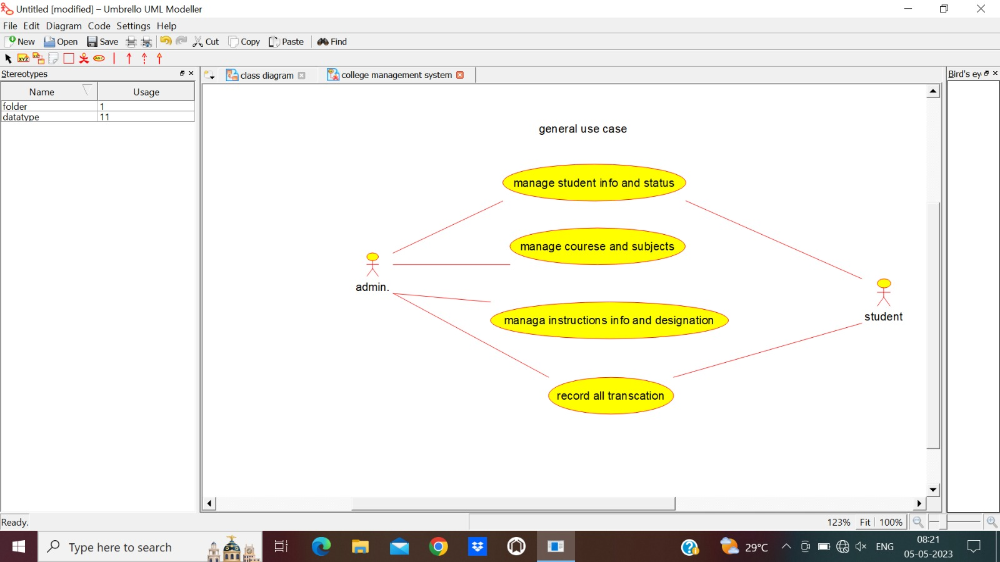 Untitled [modified] – Umbrello UML Modeller
File Edit Diagram Code Settings Help
New Open Save Cut Copy Paste Find
XYZ XYZ ABC
Stereotypes
class diagram college management system
Bird's ey
Name Usage
folder 1
datatype 11
general use case
manage student info and status
manage courese and subjects
admin.
student
managa instructions info and designation
record all transcation
Ready.
123% Fit 100%
Type here to search
29°C
ENG
08:21
05-05-2023